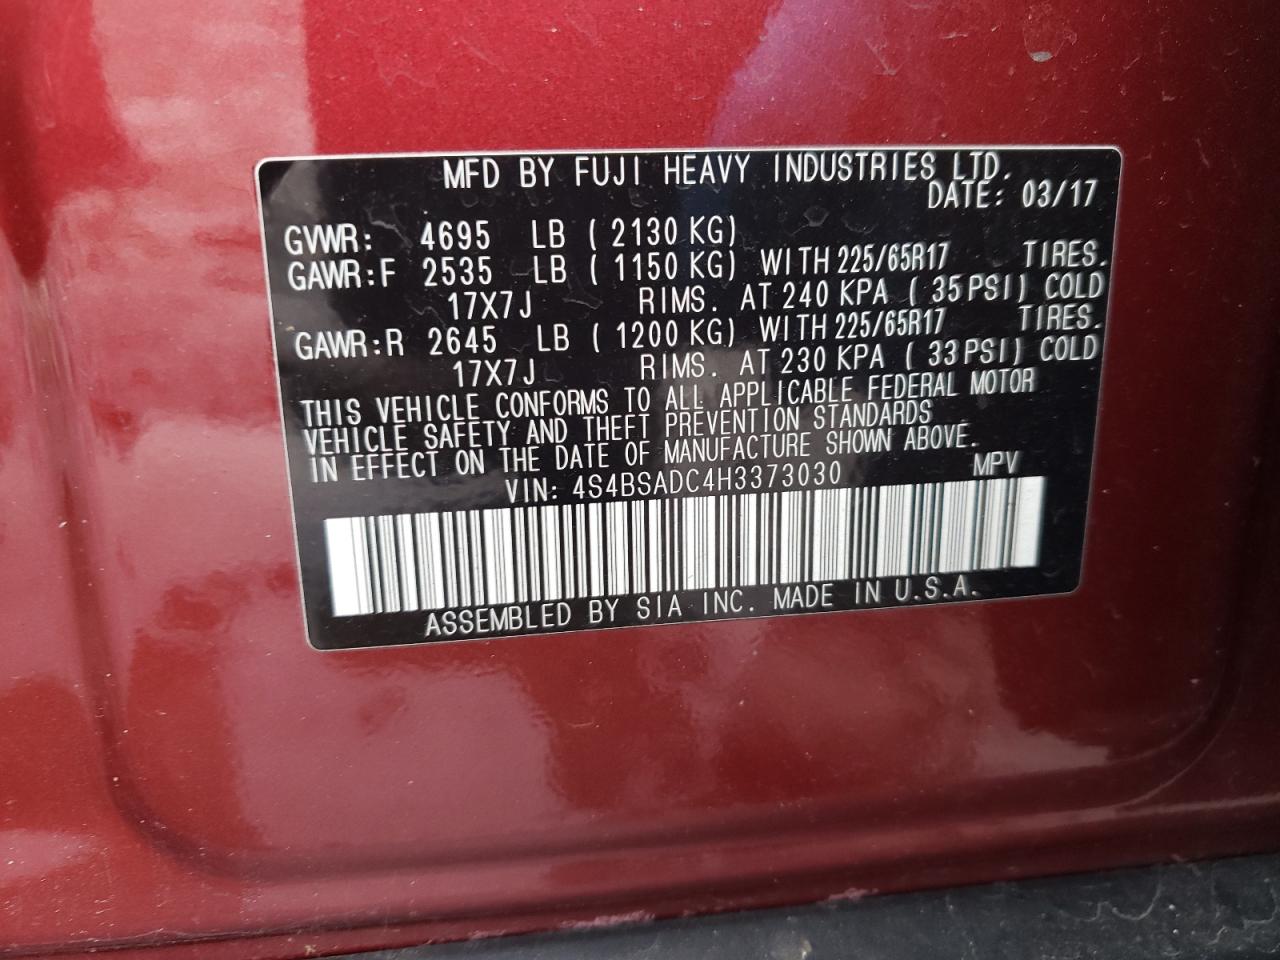 MFD BY FUJI HEAVY INDUSTRIES LTD.
DATE: 03/17
GVWR: 4695 LB ( 2130 KG)
GAWR:F 2535 LB ( 1150 KG) WITH 225/65R17 TIRES.
17X7J RIMS. AT 240 KPA ( 35PSI) COLD
GAWR:R 2645 LB ( 1200 KG) WITH 225/65R17 TIRES.
17X7J RIMS. AT 230 KPA ( 33PSI) COLD
THIS VEHICLE CONFORMS TO ALL APPLICABLE FEDERAL MOTOR
VEHICLE SAFETY AND THEFT PREVENTION STANDARDS
IN EFFECT ON THE DATE OF MANUFACTURE SHOWN ABOVE.
VIN: 4S4BSADC4H3373030 MPV
ASSEMBLED BY SIA INC. MADE IN U.S.A.